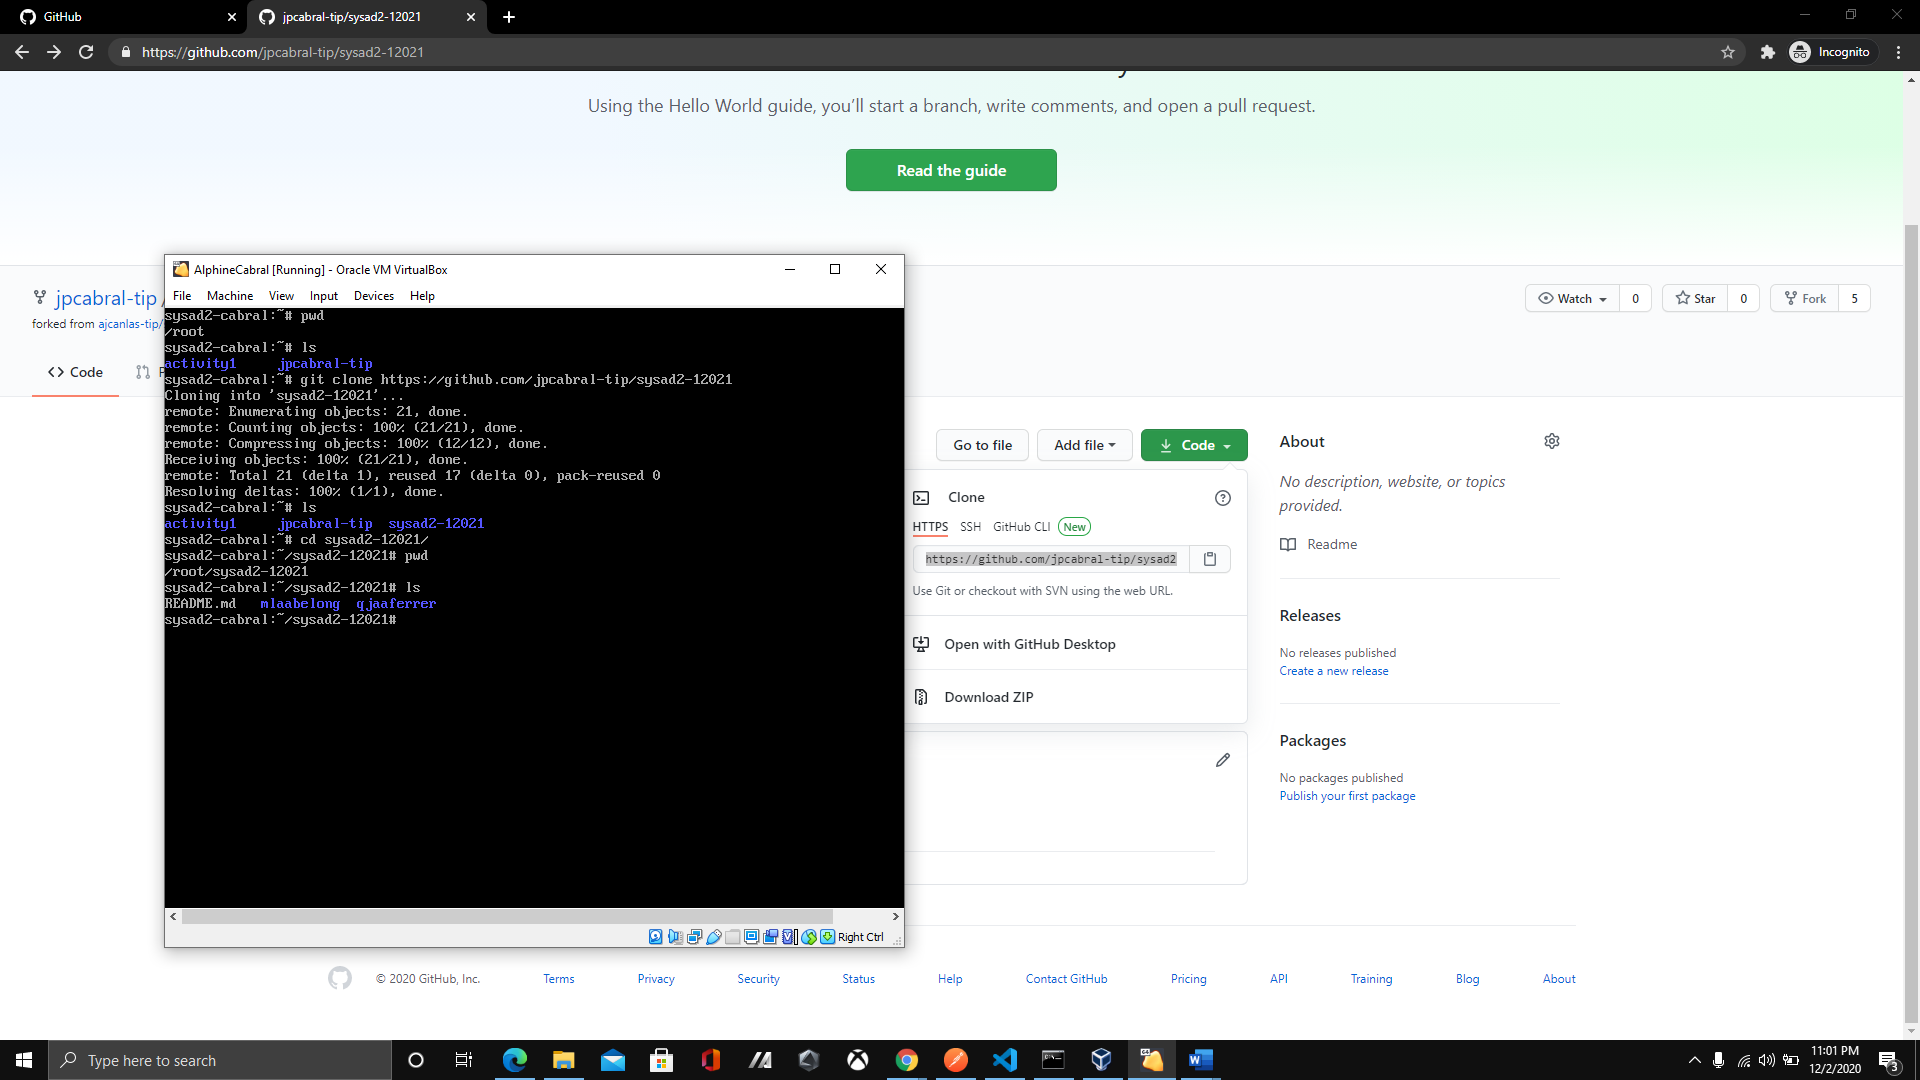 GitHub
jpcabral-tip/sysad2-12021
https://github.com/jpcabral-tip/sysad2-12021
Incognito
Using the Hello World guide, you’ll start a branch, write comments, and open a pull request.
Read the guide
jpcabral-tip /
forked from ajcanlas-tip/
Watch 0
Star 0
Fork 5
Code
AlphineCabral [Running] - Oracle VM VirtualBox
File Machine View Input Devices Help
sysad2-cabral:~# pwd
/root
sysad2-cabral:~# ls
activity1 jpcabral-tip
sysad2-cabral:~# git clone https://github.com/jpcabral-tip/sysad2-12021
Cloning into 'sysad2-12021'...
remote: Enumerating objects: 21, done.
remote: Counting objects: 100% (21/21), done.
remote: Compressing objects: 100% (12/12), done.
Receiving objects: 100% (21/21), done.
remote: Total 21 (delta 1), reused 17 (delta 0), pack-reused 0
Resolving deltas: 100% (1/1), done.
sysad2-cabral:~# ls
activity1 jpcabral-tip sysad2-12021
sysad2-cabral:~# cd sysad2-12021/
sysad2-cabral:~/sysad2-12021# pwd
/root/sysad2-12021
sysad2-cabral:~/sysad2-12021# ls
README.md mlaabelong qjaaferrer
sysad2-cabral:~/sysad2-12021#
Right Ctrl
Go to file
Add file
Code
Clone
HTTPS SSH GitHub CLI New
https://github.com/jpcabral-tip/sysad2
Use Git or checkout with SVN using the web URL.
Open with GitHub Desktop
Download ZIP
About
No description, website, or topics
provided.
Readme
Releases
No releases published
Create a new release
Packages
No packages published
Publish your first package
© 2020 GitHub, Inc. Terms Privacy Security Status Help Contact GitHub Pricing API Training Blog About
Type here to search
11:01 PM
12/2/2020
3